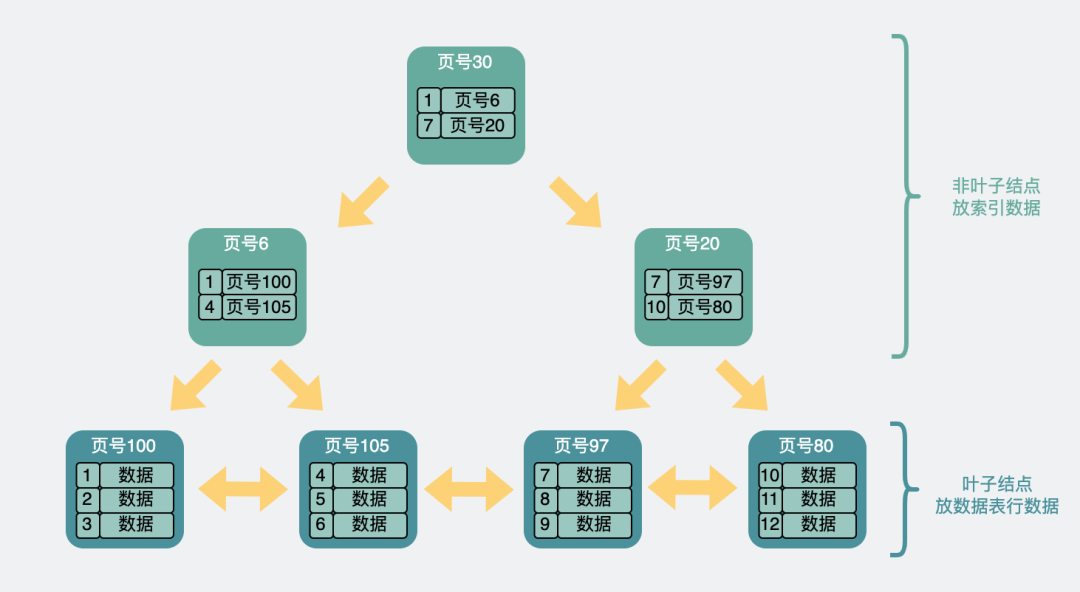 页号30
1 页号6
7 页号20
非叶子结点
放索引数据
页号6
1 页号100
4 页号105
页号20
7 页号97
10 页号80
页号100
1 数据
2 数据
3 数据
页号105
4 数据
5 数据
6 数据
页号97
7 数据
8 数据
9 数据
页号80
10 数据
11 数据
12 数据
叶子结点
放数据表行数据